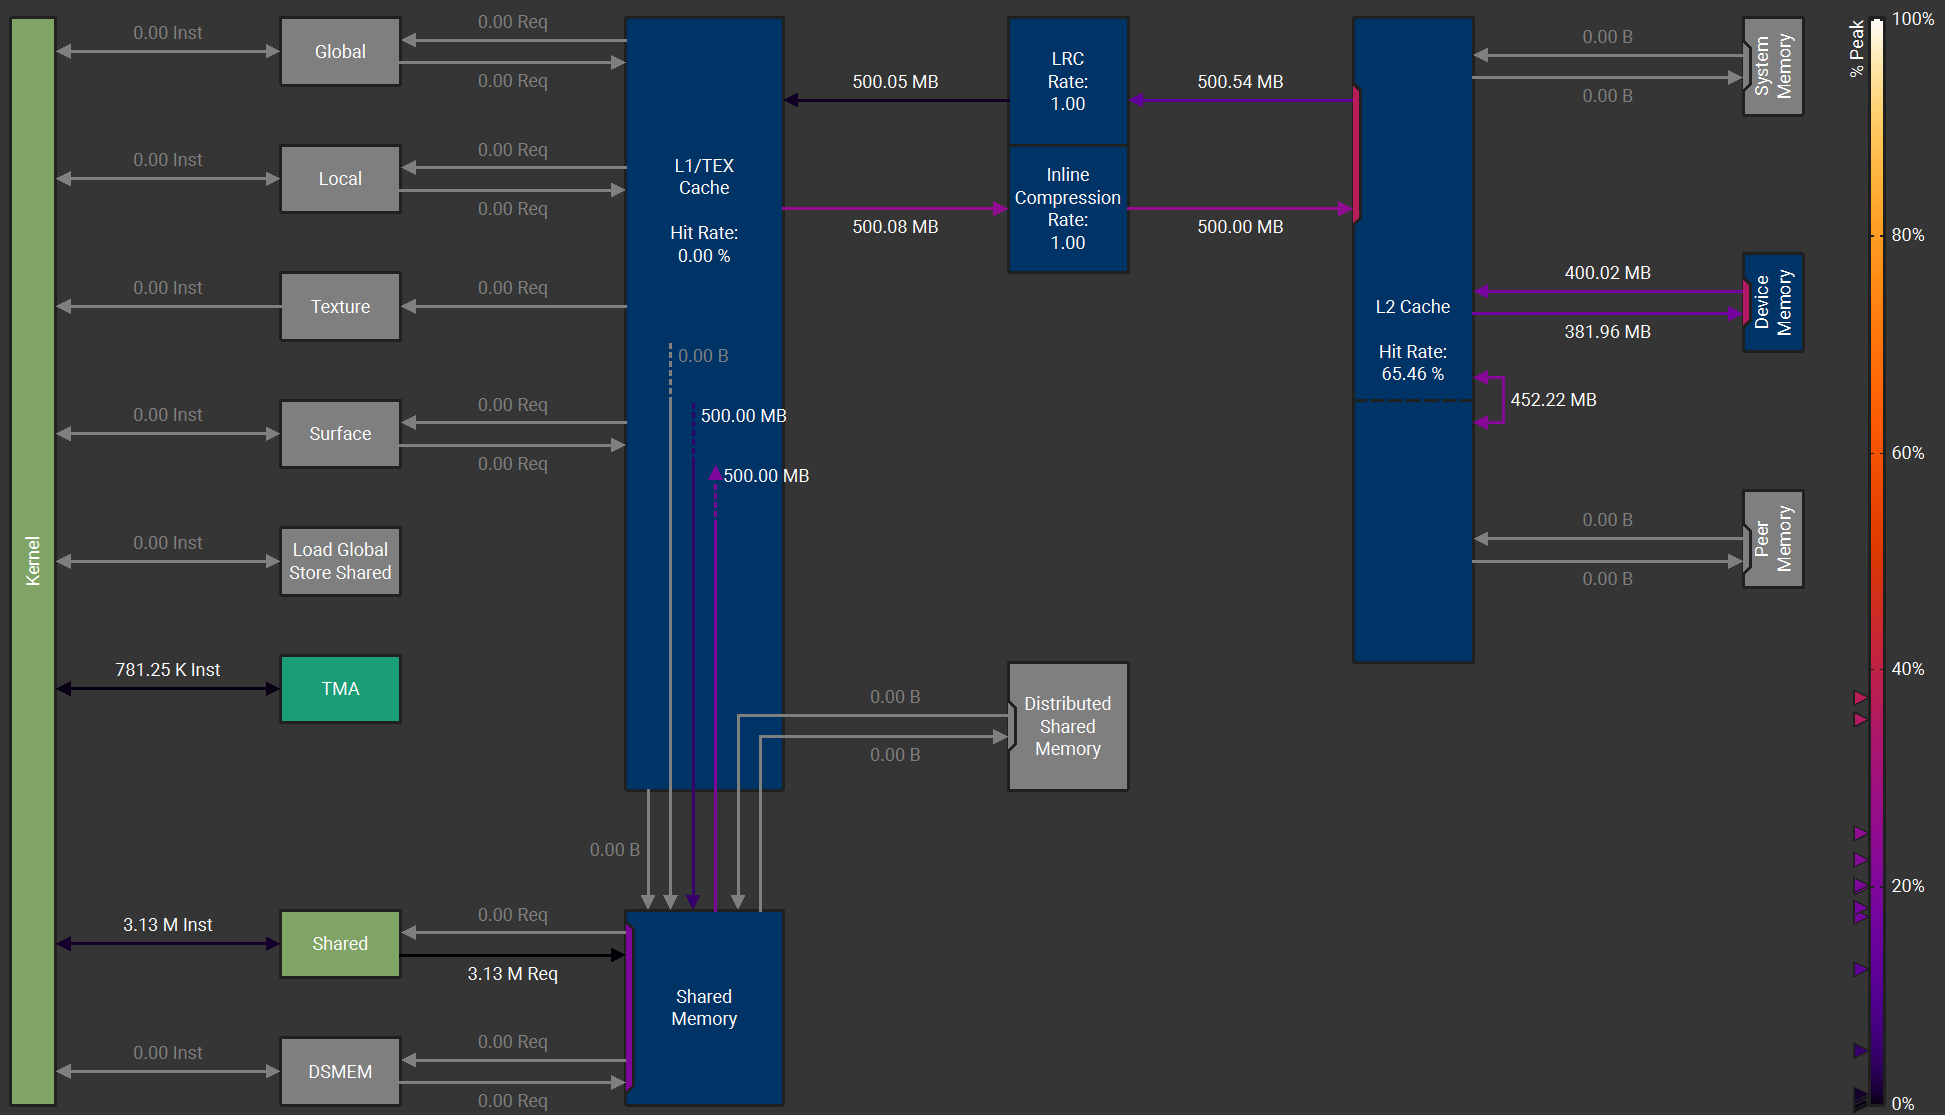 Kernel
0.00 Inst
Global
0.00 Req
0.00 Req
0.00 Inst
Local
0.00 Req
0.00 Req
0.00 Inst
Texture
0.00 Req
0.00 Inst
Surface
0.00 Req
0.00 Req
0.00 Inst
Load Global
Store Shared
781.25 K Inst
TMA
3.13 M Inst
Shared
0.00 Req
3.13 M Req
0.00 Inst
DSMEM
0.00 Req
0.00 Req
L1/TEX
Cache
Hit Rate:
0.00 %
0.00 B
500.00 MB
500.00 MB
0.00 B
Shared
Memory
500.05 MB
500.08 MB
LRC
Rate:
1.00
Inline
Compression
Rate:
1.00
500.54 MB
500.00 MB
0.00 B
0.00 B
Distributed
Shared
Memory
L2 Cache
Hit Rate:
65.46 %
0.00 B
0.00 B
System
Memory
400.02 MB
381.96 MB
Device
Memory
452.22 MB
0.00 B
0.00 B
Peer
Memory
% Peak
100%
80%
60%
40%
20%
0%